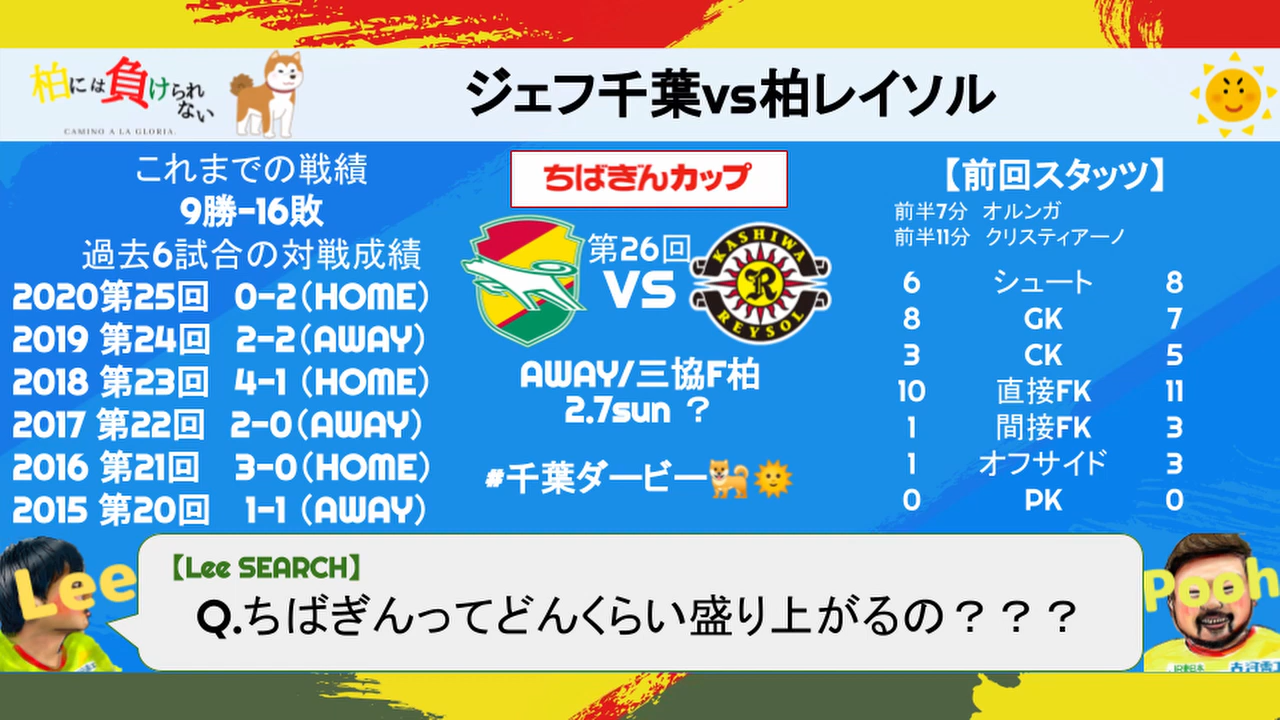 柏には負けられ
ない
CAMINO A LA GLORIA.
ジェフ千葉vs柏レイソル
これまでの戦績
9勝-16敗
過去6試合の対戦成績
2020第25回 0-2(HOME)
2019 第24回 2-2(AWAY)
2018 第23回 4-1 (HOME)
2017 第22回 2-0(AWAY)
2016 第21回 3-0(HOME)
2015 第20回 1-1 (AWAY)
ちばぎんカップ
第26回
VS
KASHIWA
R
REYSOL
AWAY/三協F柏
2.7sun ?
#千葉ダービー🐕🌞
【前回スタッツ】
前半7分 オルンガ
前半11分 クリスティアーノ
6 シュート 8
8 GK 7
3 CK 5
10 直接FK 11
1 間接FK 3
1 オフサイド 3
0 PK 0
Lee
【Lee SEARCH】
Q.ちばぎんってどんくらい盛り上がるの???
Pooh
JR東日本
古河電工